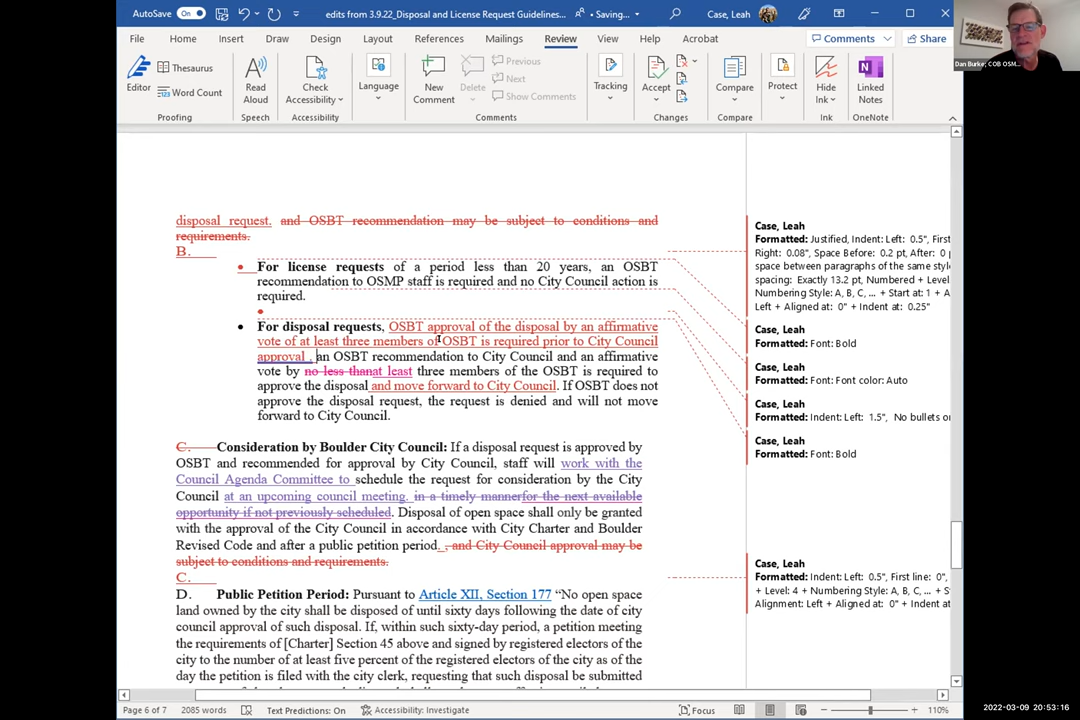 AutoSave On edits from 3.9.22_Disposal and License Request Guidelines... Saving... Case, Leah
File Home Insert Draw Design Layout References Mailings Review View Help Acrobat Comments Share
Dan Burke, COB OSM...
Editor Thesaurus Word Count Read Aloud Check Accessibility Language New Comment Delete Previous Next Show Comments Tracking Accept Compare Protect Hide Ink Linked Notes
Proofing Speech Accessibility Comments Changes Compare Ink OneNote
disposal request. and OSBT recommendation may be subject to conditions and
requirements.
B.
• For license requests of a period less than 20 years, an OSBT
recommendation to OSMP staff is required and no City Council action is
required.
•
• For disposal requests, OSBT approval of the disposal by an affirmative
vote of at least three members of OSBT is required prior to City Council
approval . an OSBT recommendation to City Council and an affirmative
vote by no less thanat least three members of the OSBT is required to
approve the disposal and move forward to City Council. If OSBT does not
approve the disposal request, the request is denied and will not move
forward to City Council.
C. Consideration by Boulder City Council: If a disposal request is approved by
OSBT and recommended for approval by City Council, staff will work with the
Council Agenda Committee to schedule the request for consideration by the City
Council at an upcoming council meeting. in a timely mannerfor the next available
opportunity if not previously scheduled. Disposal of open space shall only be granted
with the approval of the City Council in accordance with City Charter and Boulder
Revised Code and after a public petition period. , and City Council approval may be
subject to conditions and requirements.
C.
D. Public Petition Period: Pursuant to Article XII, Section 177 “No open space
land owned by the city shall be disposed of until sixty days following the date of city
council approval of such disposal. If, within such sixty-day period, a petition meeting
the requirements of [Charter] Section 45 above and signed by registered electors of the
city to the number of at least five percent of the registered electors of the city as of the
day the petition is filed with the city clerk, requesting that such disposal be submitted
Case, Leah
Formatted: Justified, Indent: Left: 0.5", First
Right: 0.08", Space Before: 0.2 pt, After: 0
space between paragraphs of the same style
spacing: Exactly 13.2 pt, Numbered + Level
Numbering Style: A, B, C, ... + Start at: 1 + A
Left + Aligned at: 0" + Indent at: 0.25"
Case, Leah
Formatted: Font: Bold
Case, Leah
Formatted: Font: Font color: Auto
Case, Leah
Formatted: Indent: Left: 1.5", No bullets o
Case, Leah
Formatted: Font: Bold
Case, Leah
Formatted: Indent: Left: 0.5", First line: 0",
+ Level: 4 + Numbering Style: A, B, C, ... + S
Alignment: Left + Aligned at: 0" + Indent at
Page 6 of 7 2085 words Text Predictions: On Accessibility: Investigate Focus 110%
2022-03-09 20:53:16